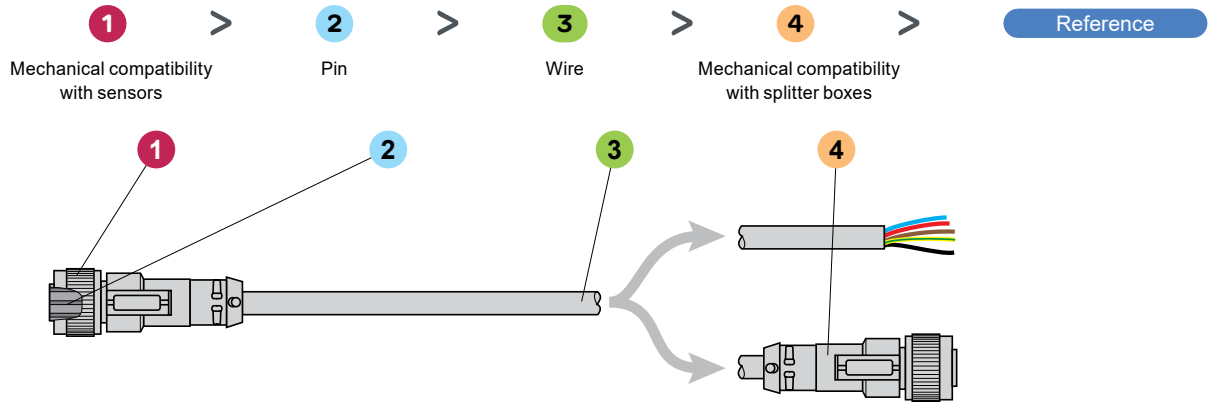 1 > 2 > 3 > 4 > Reference
Mechanical compatibility Pin Wire Mechanical compatibility
with sensors with splitter boxes
1 2 3 4